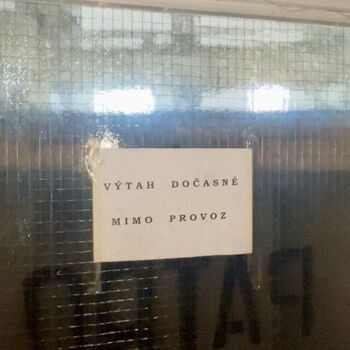 VÝTAH DOČASNĚ
MIMO PROVOZ